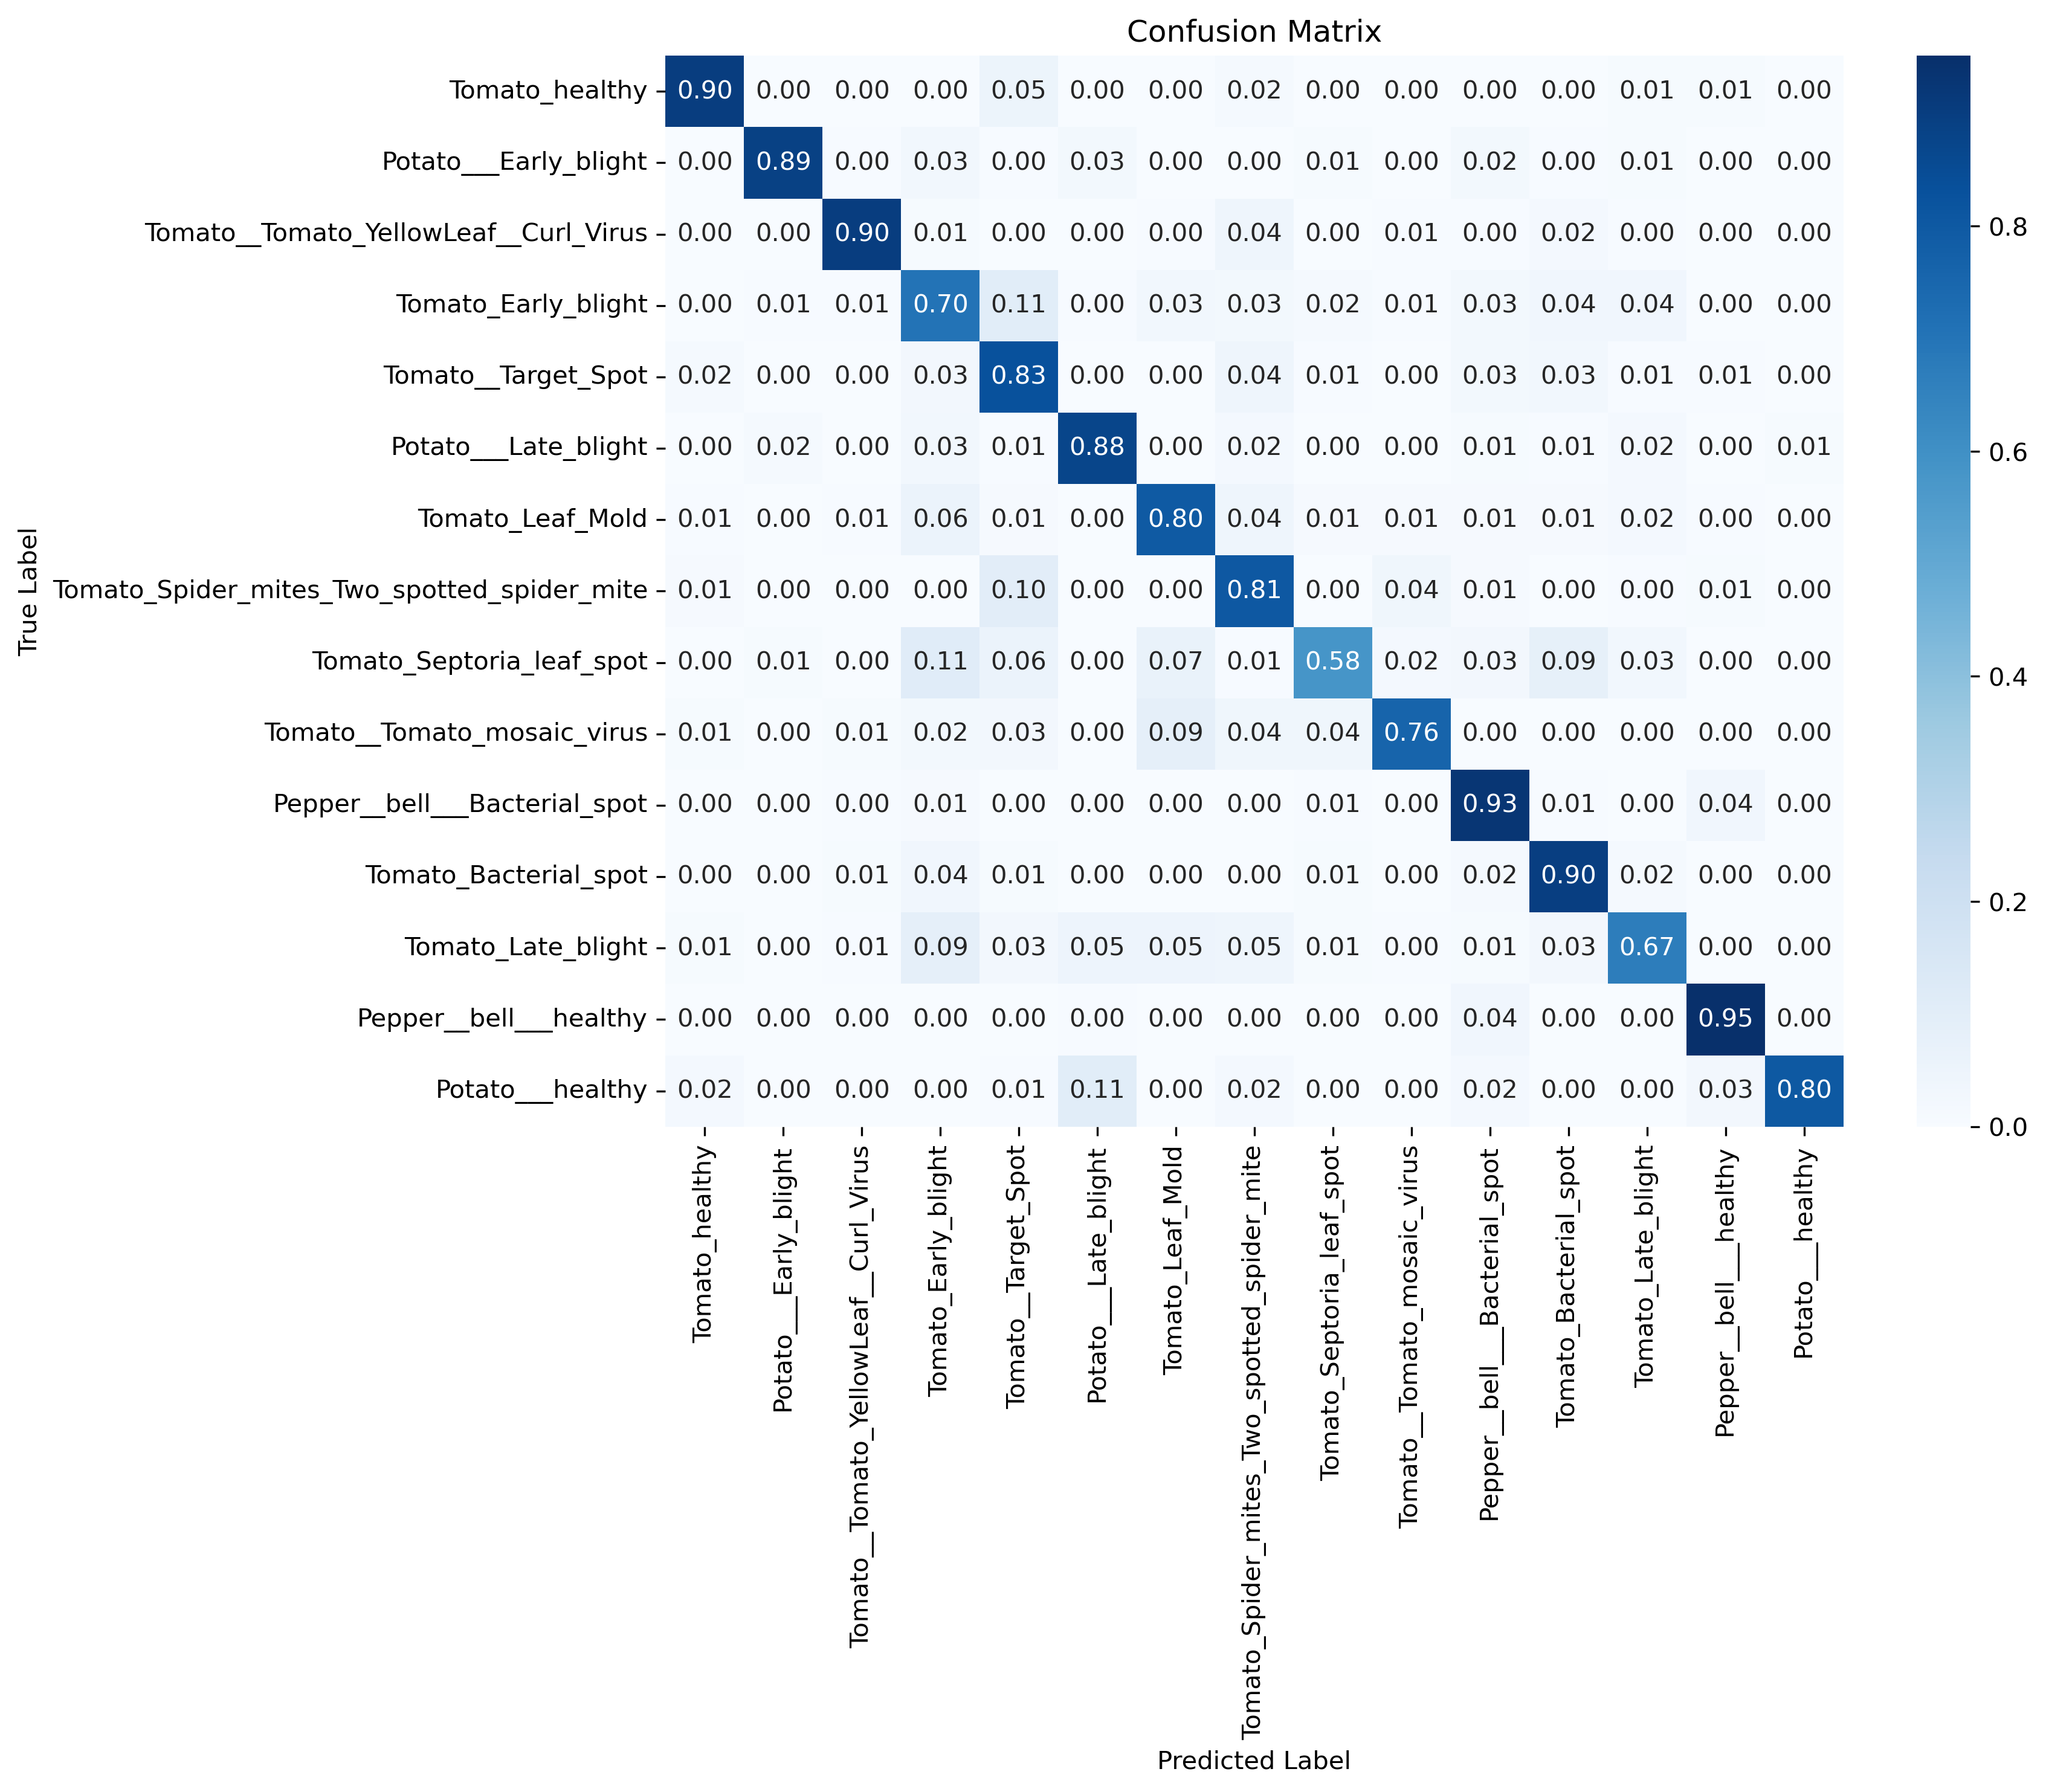 Confusion Matrix
True Label
Tomato_healthy 0.90 0.00 0.00 0.00 0.05 0.00 0.00 0.02 0.00 0.00 0.00 0.00 0.01 0.01 0.00
Potato___Early_blight 0.00 0.89 0.00 0.03 0.00 0.03 0.00 0.00 0.01 0.00 0.02 0.00 0.01 0.00 0.00
Tomato__Tomato_YellowLeaf__Curl_Virus 0.00 0.00 0.90 0.01 0.00 0.00 0.00 0.04 0.00 0.01 0.00 0.02 0.00 0.00 0.00
Tomato_Early_blight 0.00 0.01 0.01 0.70 0.11 0.00 0.03 0.03 0.02 0.01 0.03 0.04 0.04 0.00 0.00
Tomato__Target_Spot 0.02 0.00 0.00 0.03 0.83 0.00 0.00 0.04 0.01 0.00 0.03 0.03 0.01 0.01 0.00
Potato___Late_blight 0.00 0.02 0.00 0.03 0.01 0.88 0.00 0.02 0.00 0.00 0.01 0.01 0.02 0.00 0.01
Tomato_Leaf_Mold 0.01 0.00 0.01 0.06 0.01 0.00 0.80 0.04 0.01 0.01 0.01 0.01 0.02 0.00 0.00
Tomato_Spider_mites_Two_spotted_spider_mite 0.01 0.00 0.00 0.00 0.10 0.00 0.00 0.81 0.00 0.04 0.01 0.00 0.00 0.01 0.00
Tomato_Septoria_leaf_spot 0.00 0.01 0.00 0.11 0.06 0.00 0.07 0.01 0.58 0.02 0.03 0.09 0.03 0.00 0.00
Tomato__Tomato_mosaic_virus 0.01 0.00 0.01 0.02 0.03 0.00 0.09 0.04 0.04 0.76 0.00 0.00 0.00 0.00 0.00
Pepper__bell___Bacterial_spot 0.00 0.00 0.00 0.01 0.00 0.00 0.00 0.00 0.01 0.00 0.93 0.01 0.00 0.04 0.00
Tomato_Bacterial_spot 0.00 0.00 0.01 0.04 0.01 0.00 0.00 0.00 0.01 0.00 0.02 0.90 0.02 0.00 0.00
Tomato_Late_blight 0.01 0.00 0.01 0.09 0.03 0.05 0.05 0.05 0.01 0.00 0.01 0.03 0.67 0.00 0.00
Pepper__bell___healthy 0.00 0.00 0.00 0.00 0.00 0.00 0.00 0.00 0.00 0.00 0.04 0.00 0.00 0.95 0.00
Potato___healthy 0.02 0.00 0.00 0.00 0.01 0.11 0.00 0.02 0.00 0.00 0.02 0.00 0.00 0.03 0.80
Tomato_healthy
Potato___Early_blight
Tomato__Tomato_YellowLeaf__Curl_Virus
Tomato_Early_blight
Tomato__Target_Spot
Potato___Late_blight
Tomato_Leaf_Mold
Tomato_Spider_mites_Two_spotted_spider_mite
Tomato_Septoria_leaf_spot
Tomato__Tomato_mosaic_virus
Pepper__bell___Bacterial_spot
Tomato_Bacterial_spot
Tomato_Late_blight
Pepper__bell___healthy
Potato___healthy
Predicted Label
0.8
0.6
0.4
0.2
0.0